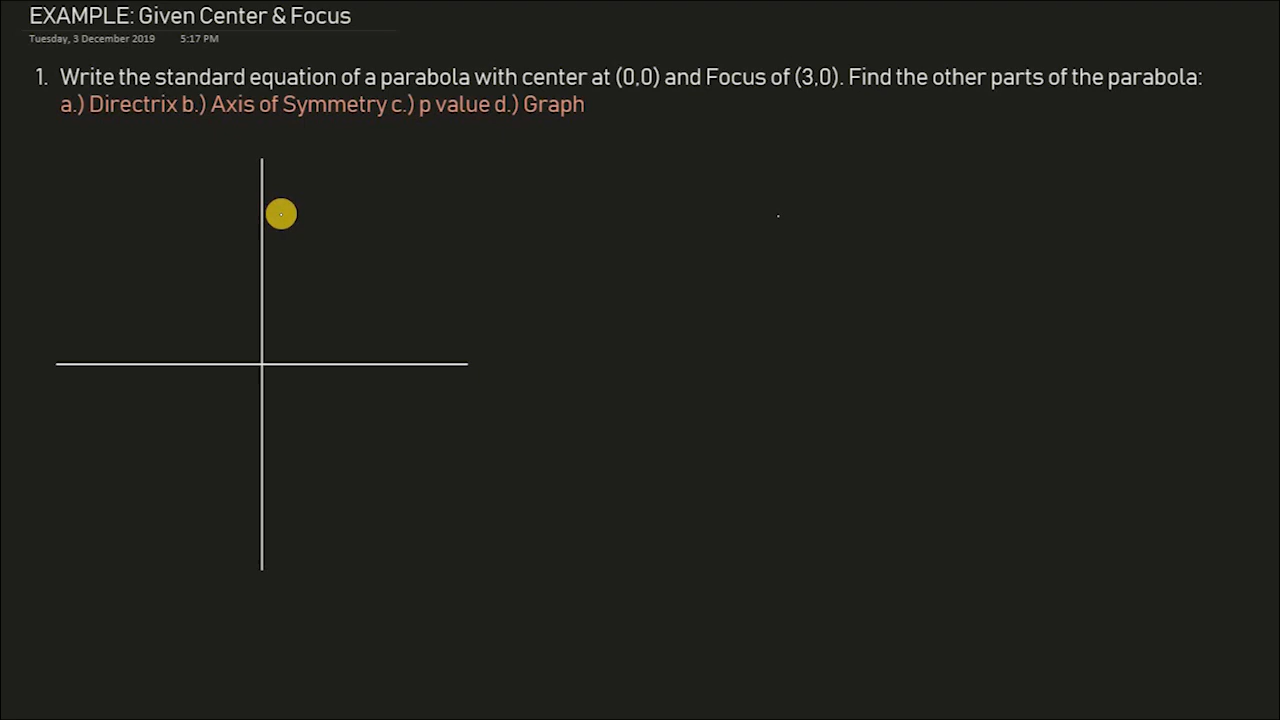 EXAMPLE: Given Center & Focus
Tuesday, 3 December 2019 5:17 PM
1. Write the standard equation of a parabola with center at (0,0) and Focus of (3,0). Find the other parts of the parabola:
a.) Directrix b.) Axis of Symmetry c.) p value d.) Graph